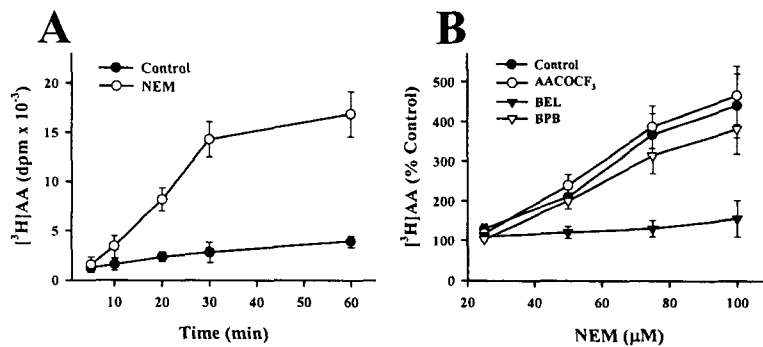 A
Control
NEM
20
15
10
5
0
[³H]AA (dpm x 10⁻³)
10 20 30 40 50 60
Time (min)
B
Control
AACOCF₃
BEL
BPB
500
400
300
200
100
0
[³H]AA (% Control)
20 40 60 80 100
NEM (µM)